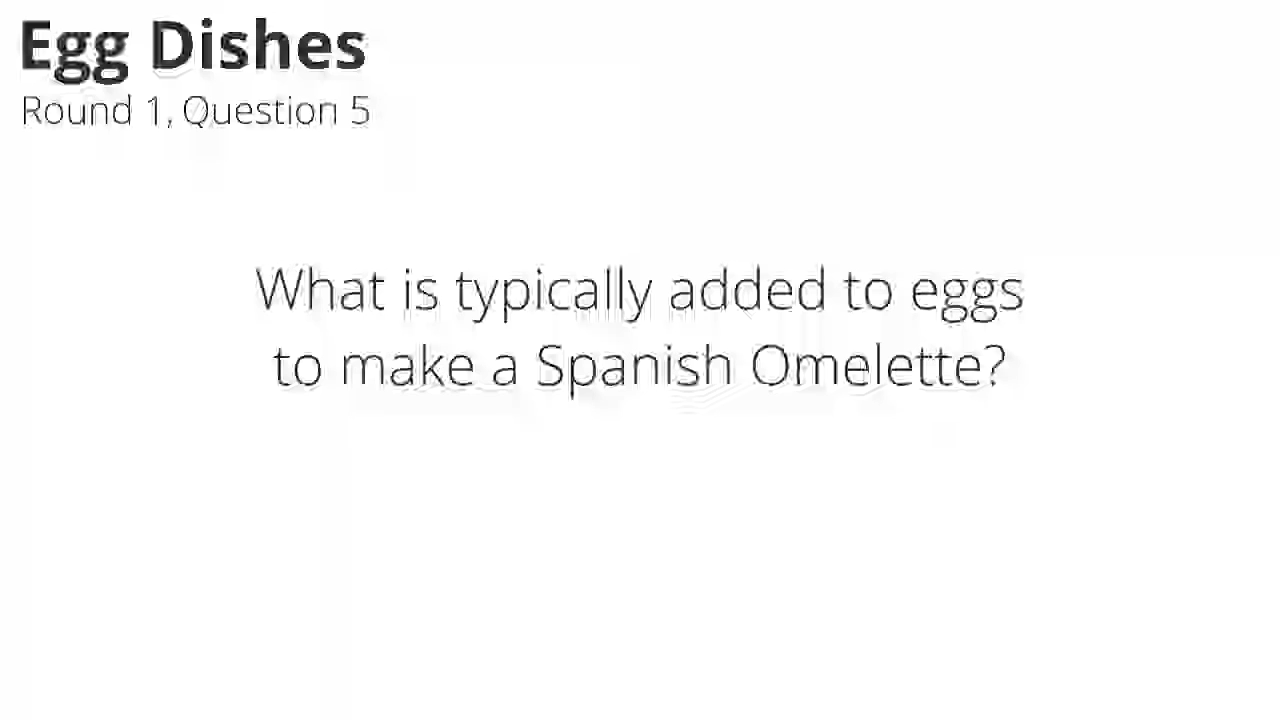 Egg Dishes
Round 1, Question 5
What is typically added to eggs
to make a Spanish Omelette?